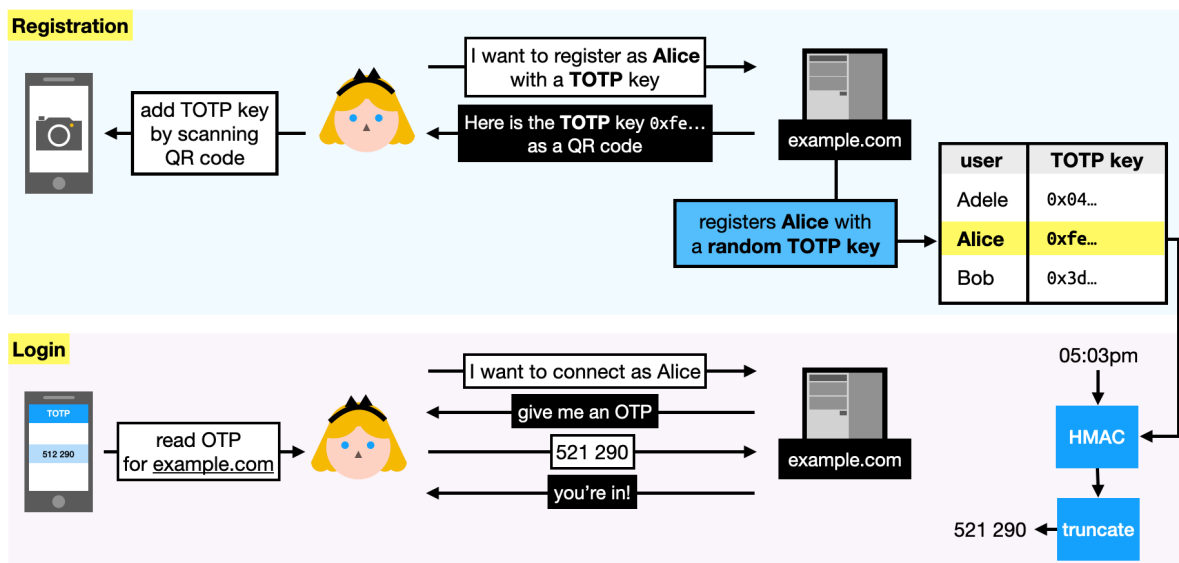 Registration
I want to register as Alice
with a TOTP key
add TOTP key
by scanning
QR code
Here is the TOTP key 0xfe…
as a QR code
example.com
registers Alice with
a random TOTP key
user TOTP key
Adele 0x04…
Alice 0xfe…
Bob 0x3d…
Login
TOTP
512 290
read OTP
for example.com
I want to connect as Alice
give me an OTP
521 290
you’re in!
example.com
05:03pm
HMAC
truncate
521 290